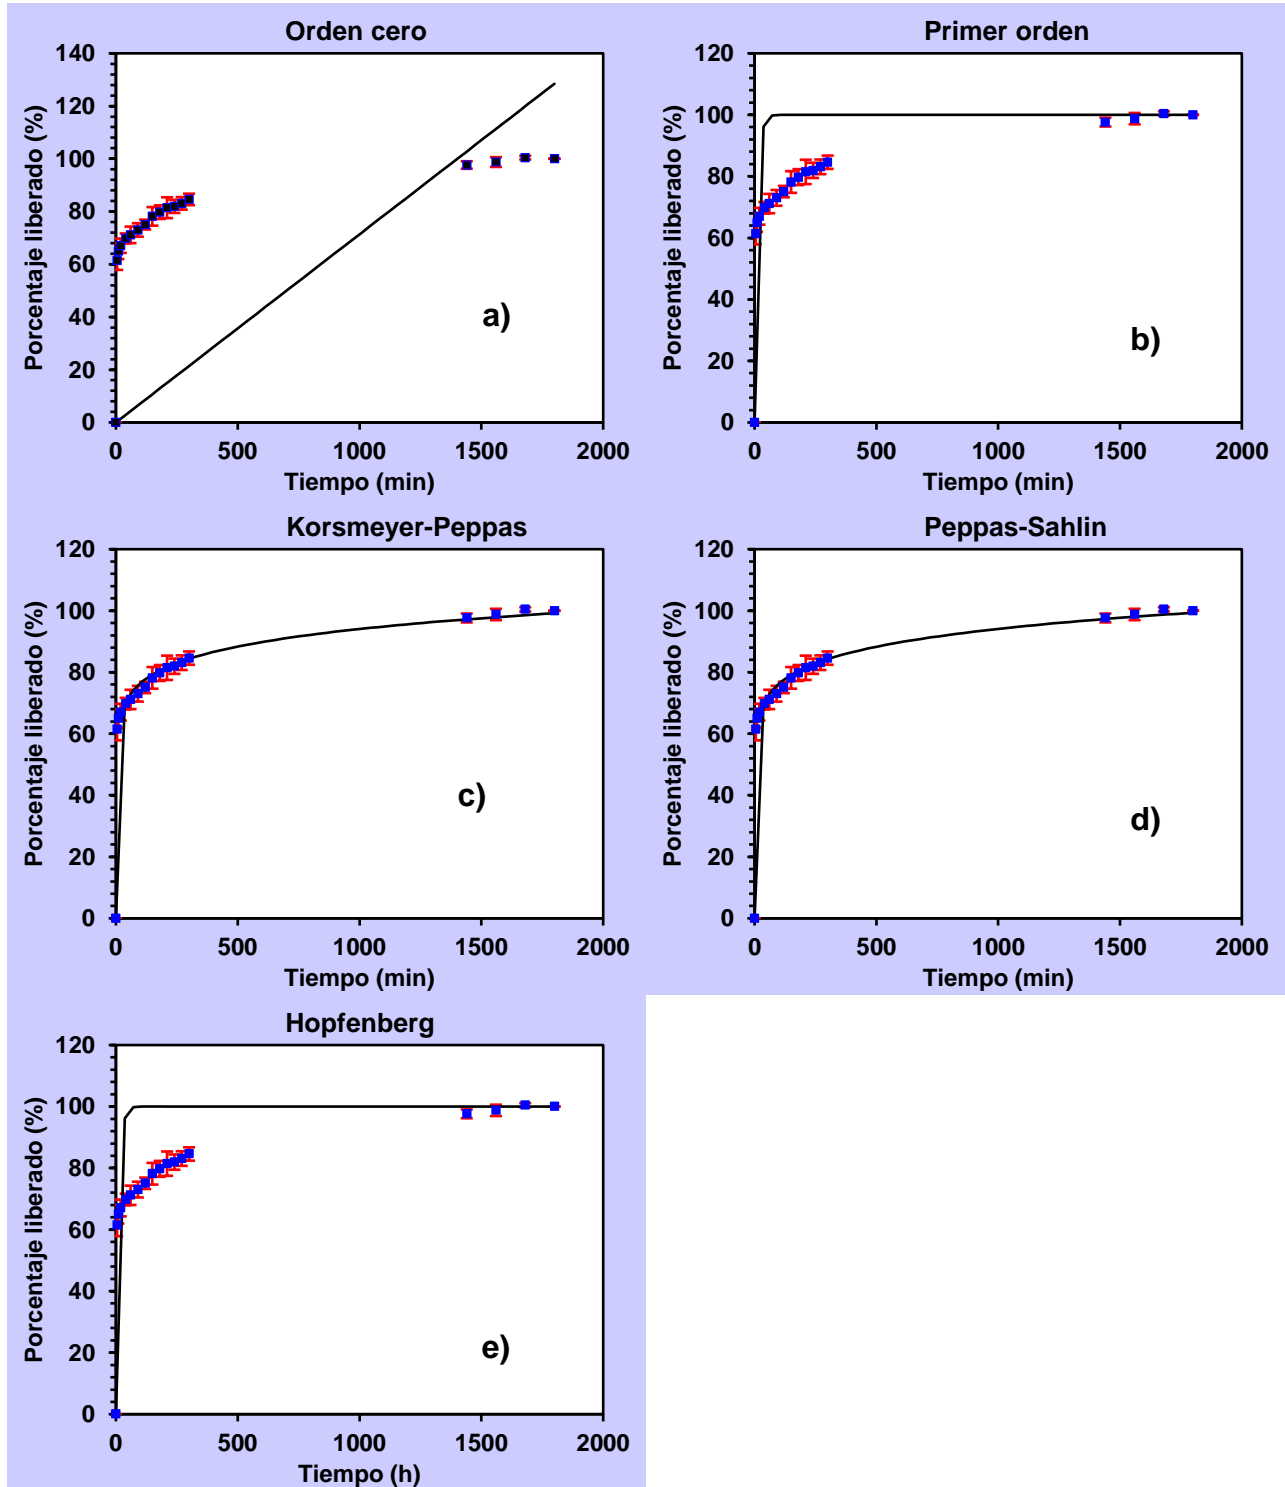 Orden cero
Porcentaje liberado (%)
140
120
100
80
60
40
20
0
0 500 1000 1500 2000
Tiempo (min)
a)
Primer orden
Porcentaje liberado (%)
120
100
80
60
40
20
0
0 500 1000 1500 2000
Tiempo (min)
b)
Korsmeyer-Peppas
Porcentaje liberado (%)
120
100
80
60
40
20
0
0 500 1000 1500 2000
Tiempo (min)
c)
Peppas-Sahlin
Porcentaje liberado (%)
120
100
80
60
40
20
0
0 500 1000 1500 2000
Tiempo (min)
d)
Hopfenberg
Porcentaje liberado (%)
120
100
80
60
40
20
0
0 500 1000 1500 2000
Tiempo (h)
e)